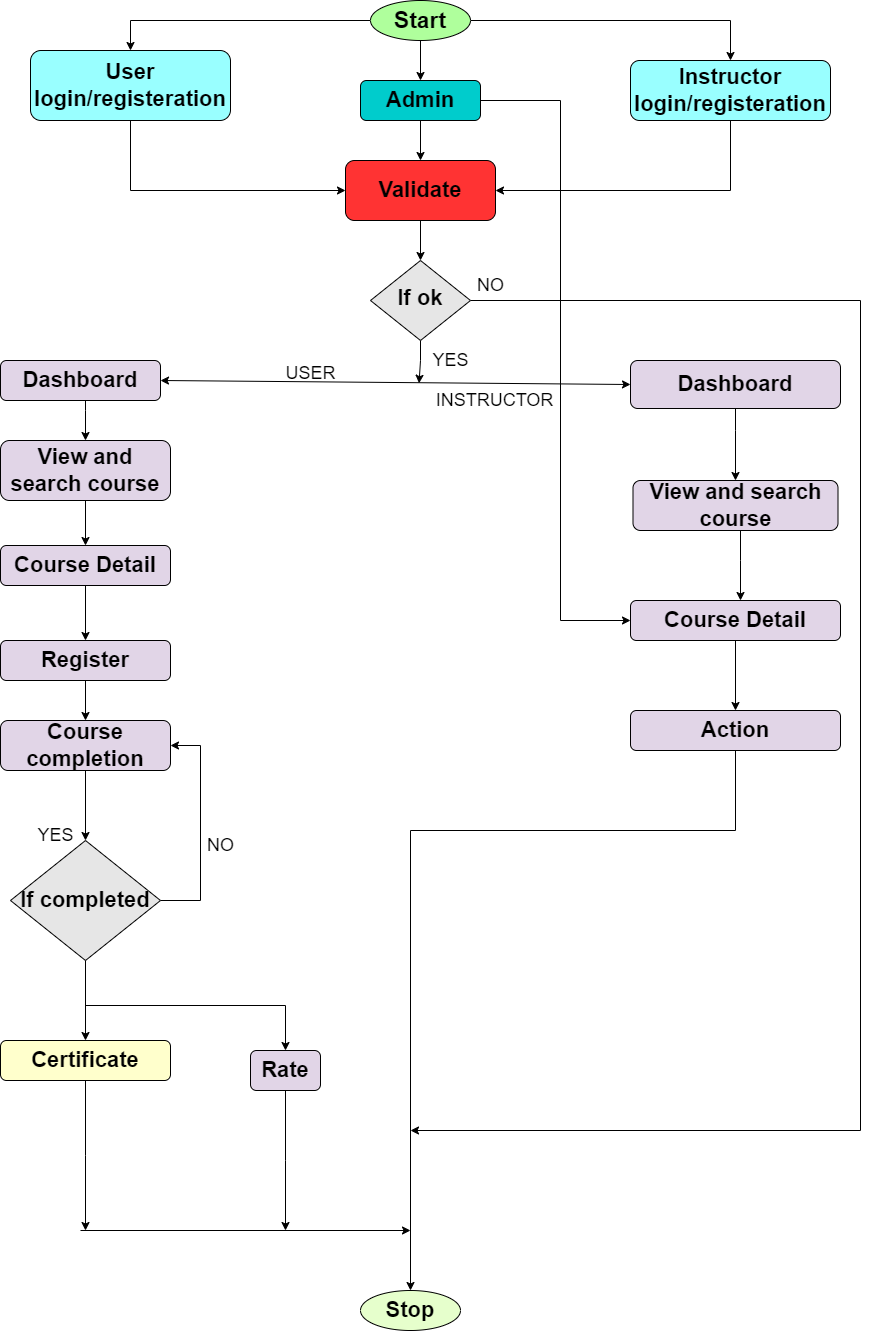 Start
User
login/registeration
Admin
Instructor
login/registeration
Validate
If ok
NO
YES
USER
INSTRUCTOR
Dashboard
Dashboard
View and
search course
View and search
course
Course Detail
Course Detail
Register
Action
Course
completion
YES
NO
If completed
Certificate
Rate
Stop